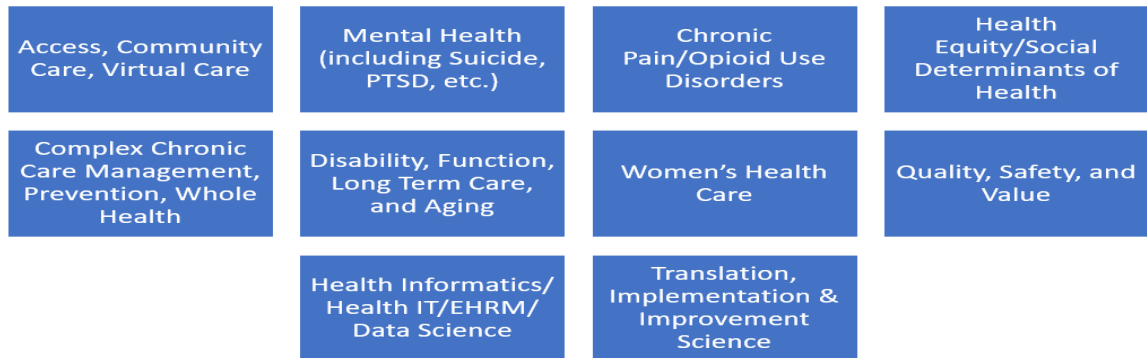 Access, Community
Care, Virtual Care
Mental Health
(including Suicide,
PTSD, etc.)
Chronic
Pain/Opioid Use
Disorders
Health
Equity/Social
Determinants of
Health
Complex Chronic
Care Management,
Prevention, Whole
Health
Disability, Function,
Long Term Care,
and Aging
Women’s Health
Care
Quality, Safety, and
Value
Health Informatics/
Health IT/EHRM/
Data Science
Translation,
Implementation &
Improvement
Science